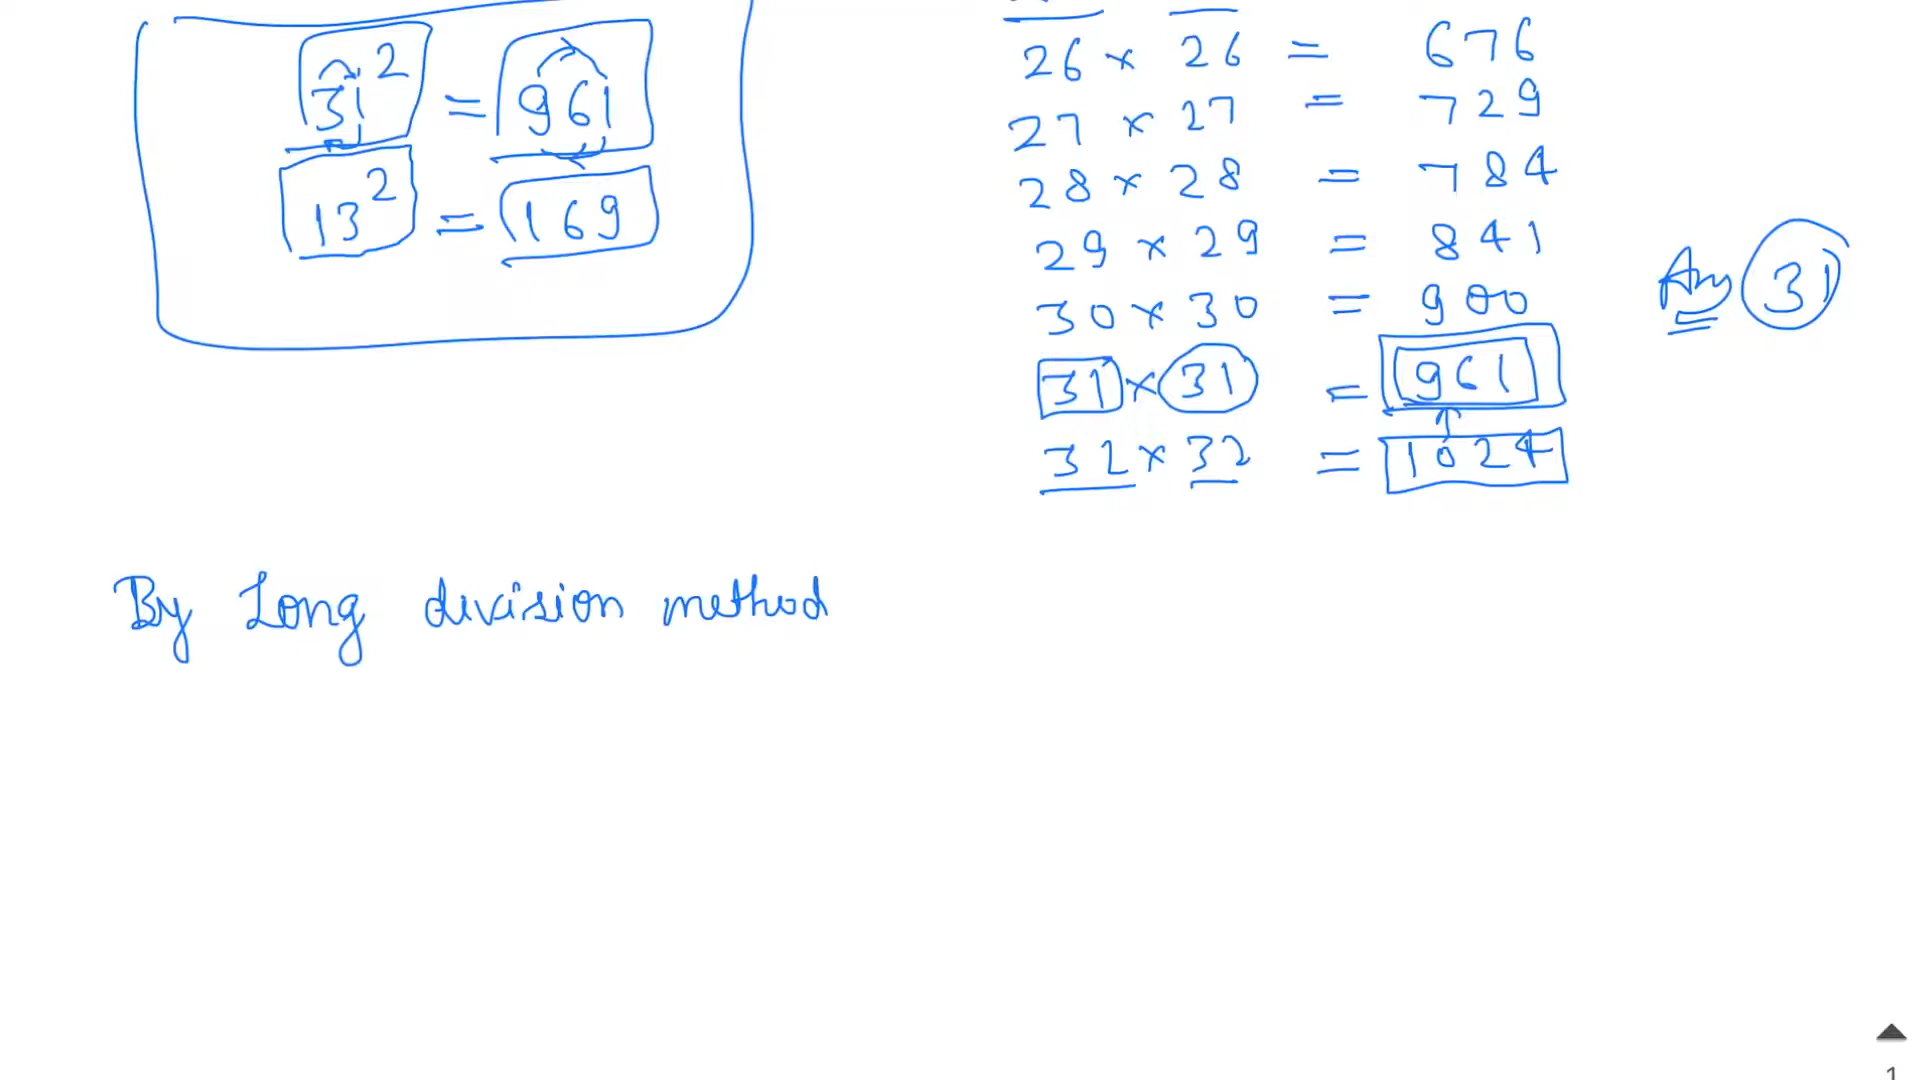 31² = 961
13² = 169
26 × 26 = 676
27 × 27 = 729
28 × 28 = 784
29 × 29 = 841
30 × 30 = 900
31 × 31 = 961
32 × 32 = 1024
Ans 31
By Long division method
1